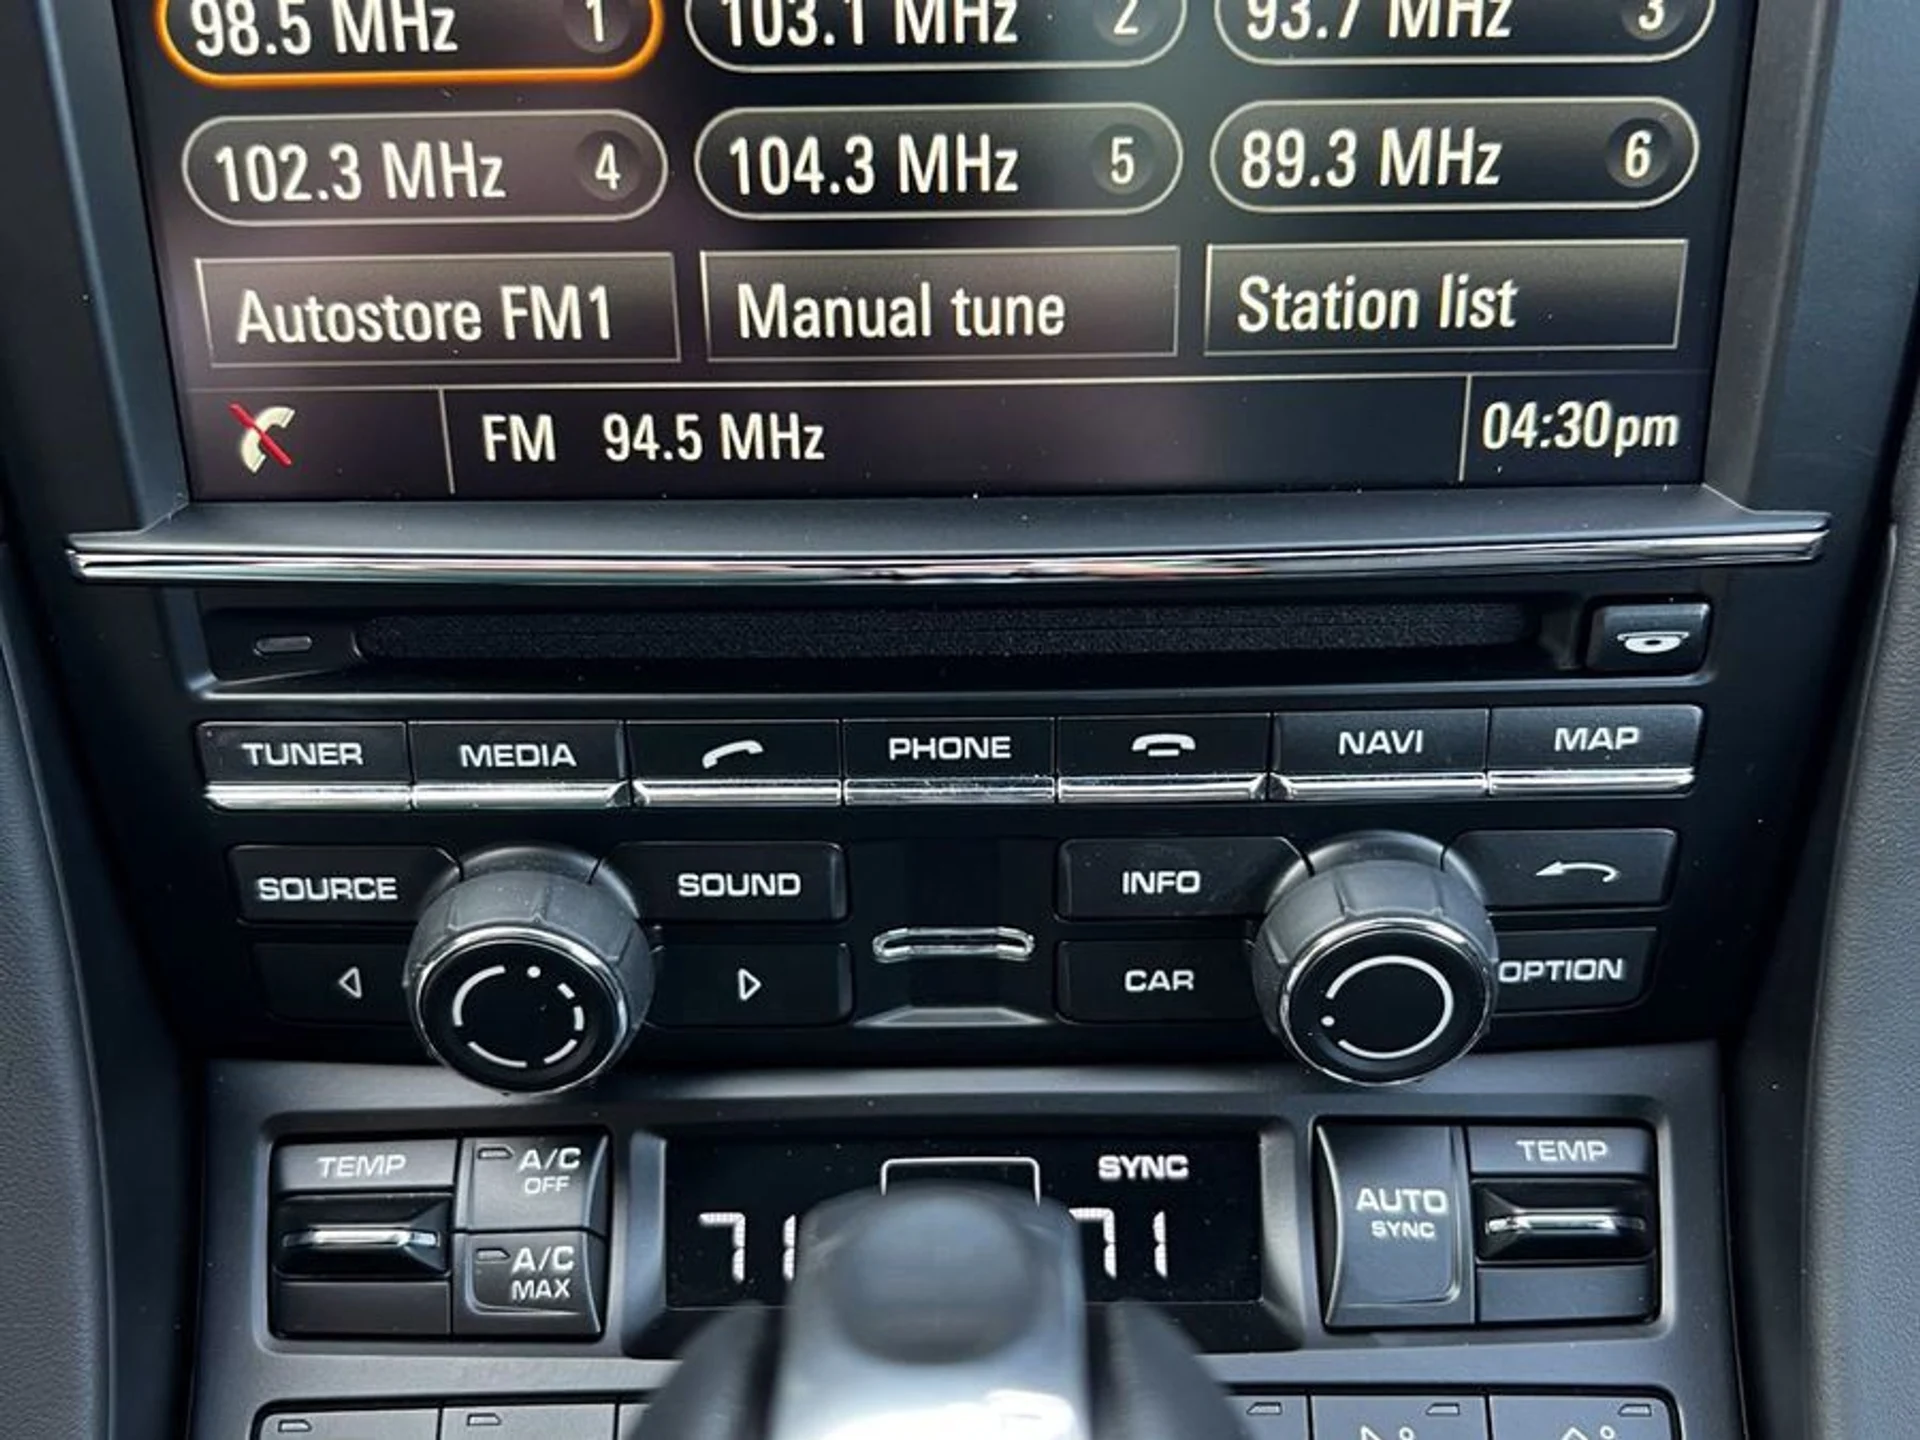 98.5 MHz 1 103.1 MHz 2 93.7 MHz 3
102.3 MHz 4 104.3 MHz 5 89.3 MHz 6
Autostore FM1 Manual tune Station list
FM 94.5 MHz 04:30pm
TUNER MEDIA PHONE NAVI MAP
SOURCE SOUND INFO
CAR OPTION
TEMP A/C OFF SYNC TEMP
AUTO SYNC
71 71
A/C MAX